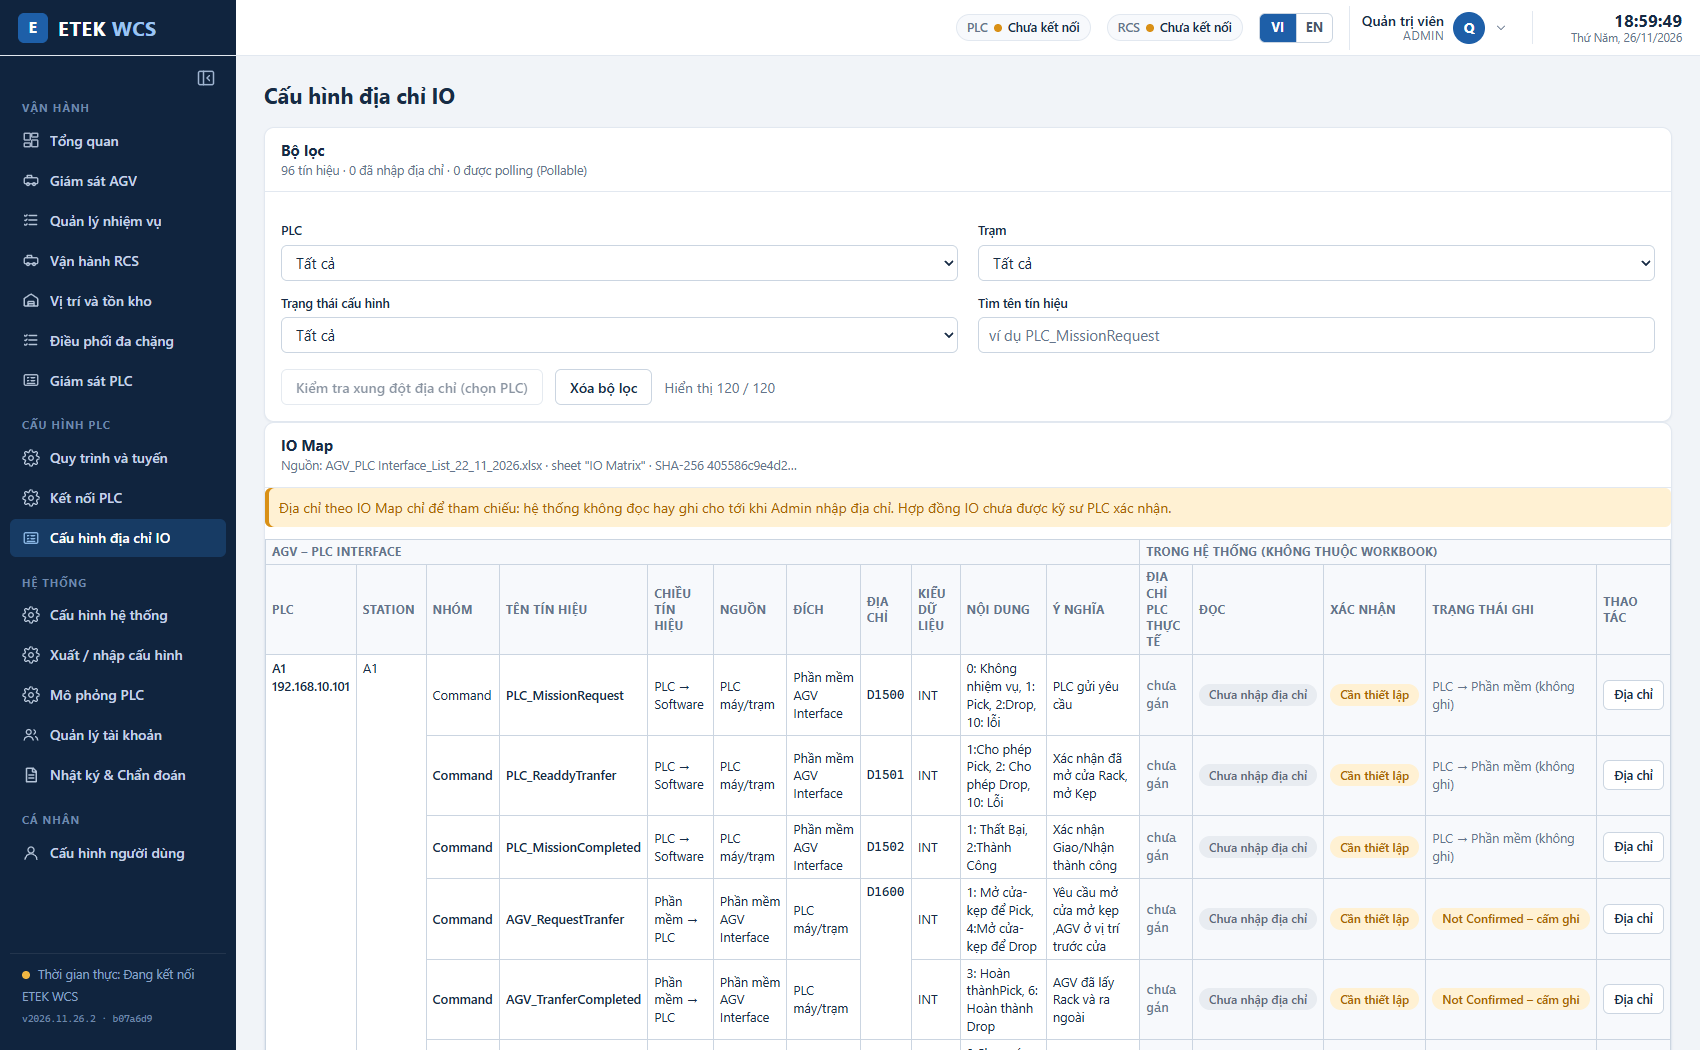 E ETEK WCS
PLC Chưa kết nối
RCS Chưa kết nối
VI EN
Quản trị viên
ADMIN
Q
18:59:49
Thứ Năm, 26/11/2026
VẬN HÀNH
Tổng quan
Giám sát AGV
Quản lý nhiệm vụ
Vận hành RCS
Vị trí và tồn kho
Điều phối đa chặng
Giám sát PLC
CẤU HÌNH PLC
Quy trình và tuyến
Kết nối PLC
Cấu hình địa chỉ IO
HỆ THỐNG
Cấu hình hệ thống
Xuất / nhập cấu hình
Mô phỏng PLC
Quản lý tài khoản
Nhật ký & Chẩn đoán
CÁ NHÂN
Cấu hình người dùng
Thời gian thực: Đang kết nối
ETEK WCS
v2026.11.26.2 · b07a6d9
Cấu hình địa chỉ IO
Bộ lọc
96 tín hiệu · 0 đã nhập địa chỉ · 0 được polling (Pollable)
PLC
Tất cả
Trạm
Tất cả
Trạng thái cấu hình
Tất cả
Tìm tên tín hiệu
ví dụ PLC_MissionRequest
Kiểm tra xung đột địa chỉ (chọn PLC)
Xóa bộ lọc
Hiển thị 120 / 120
IO Map
Nguồn: AGV_PLC Interface_List_22_11_2026.xlsx · sheet "IO Matrix" · SHA-256 405586c9e4d2...
Địa chỉ theo IO Map chỉ để tham chiếu: hệ thống không đọc hay ghi cho tới khi Admin nhập địa chỉ. Hợp đồng IO chưa được kỹ sư PLC xác nhận.
AGV – PLC INTERFACE
TRONG HỆ THỐNG (KHÔNG THUỘC WORKBOOK)
PLC
STATION
NHÓM
TÊN TÍN HIỆU
CHIỀU
TÍN
HIỆU
NGUỒN
ĐÍCH
ĐỊA
CHỈ
KIỂU
DỮ
LIỆU
NỘI DUNG
Ý NGHĨA
ĐỊA
CHỈ
PLC
THỰC
TẾ
ĐỌC
XÁC NHẬN
TRẠNG THÁI GHI
THAO
TÁC
A1
192.168.10.101
A1
Command
PLC_MissionRequest
PLC →
Software
PLC
máy/trạm
Phần mềm
AGV
Interface
D1500
INT
0: Không
nhiệm vụ, 1:
Pick, 2:Drop,
10: lỗi
PLC gửi yêu
cầu
chưa
gán
Chưa nhập địa chỉ
Cần thiết lập
PLC → Phần mềm (không
ghi)
Địa chỉ
Command
PLC_ReaddyTranfer
PLC →
Software
PLC
máy/trạm
Phần mềm
AGV
Interface
D1501
INT
1:Cho phép
Pick, 2: Cho
phép Drop,
10: Lỗi
Xác nhận đã
mở cửa Rack,
mở Kẹp
chưa
gán
Chưa nhập địa chỉ
Cần thiết lập
PLC → Phần mềm (không
ghi)
Địa chỉ
Command
PLC_MissionCompleted
PLC →
Software
PLC
máy/trạm
Phần mềm
AGV
Interface
D1502
INT
1: Thất Bại,
2:Thành
Công
Xác nhận
Giao/Nhận
thành công
chưa
gán
Chưa nhập địa chỉ
Cần thiết lập
PLC → Phần mềm (không
ghi)
Địa chỉ
Command
AGV_RequestTranfer
Phần
mềm →
PLC
Phần mềm
AGV
Interface
PLC
máy/trạm
D1600
INT
1: Mở cửa-
kẹp để Pick,
4:Mở cửa-
kẹp để Drop
Yêu cầu mở
cửa mở kẹp
,AGV ở vị trí
trước cửa
chưa
gán
Chưa nhập địa chỉ
Cần thiết lập
Not Confirmed – cấm ghi
Địa chỉ
Command
AGV_TranferCompleted
Phần
mềm →
PLC
Phần mềm
AGV
Interface
PLC
máy/trạm
INT
3: Hoàn
thànhPick, 6:
Hoàn thành
Drop
AGV đã lấy
Rack và ra
ngoài
chưa
gán
Chưa nhập địa chỉ
Cần thiết lập
Not Confirmed – cấm ghi
Địa chỉ